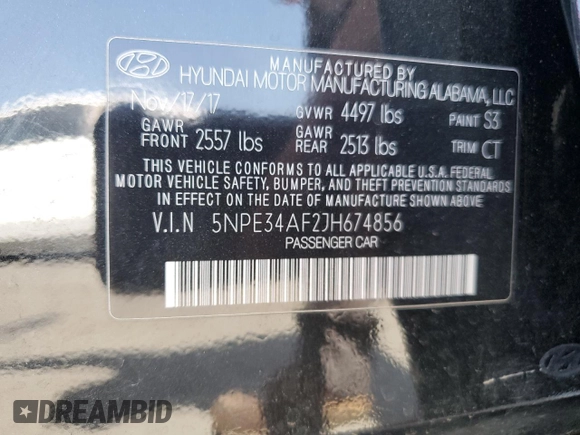 MANUFACTURED BY
HYUNDAI MOTOR MANUFACTURING ALABAMA, LLC
Nov/17/17 GVWR 4497 lbs PAINT S3
GAWR FRONT 2557 lbs GAWR REAR 2513 lbs TRIM CT
THIS VEHICLE CONFORMS TO ALL APPLICABLE U.S.A. FEDERAL
MOTOR VEHICLE SAFETY, BUMPER, AND THEFT PREVENTION STANDARDS
IN EFFECT ON THE DATE OF MANUFACTURE SHOWN ABOVE.
V.I.N 5NPE34AF2JH674856
PASSENGER CAR
DREAMBID